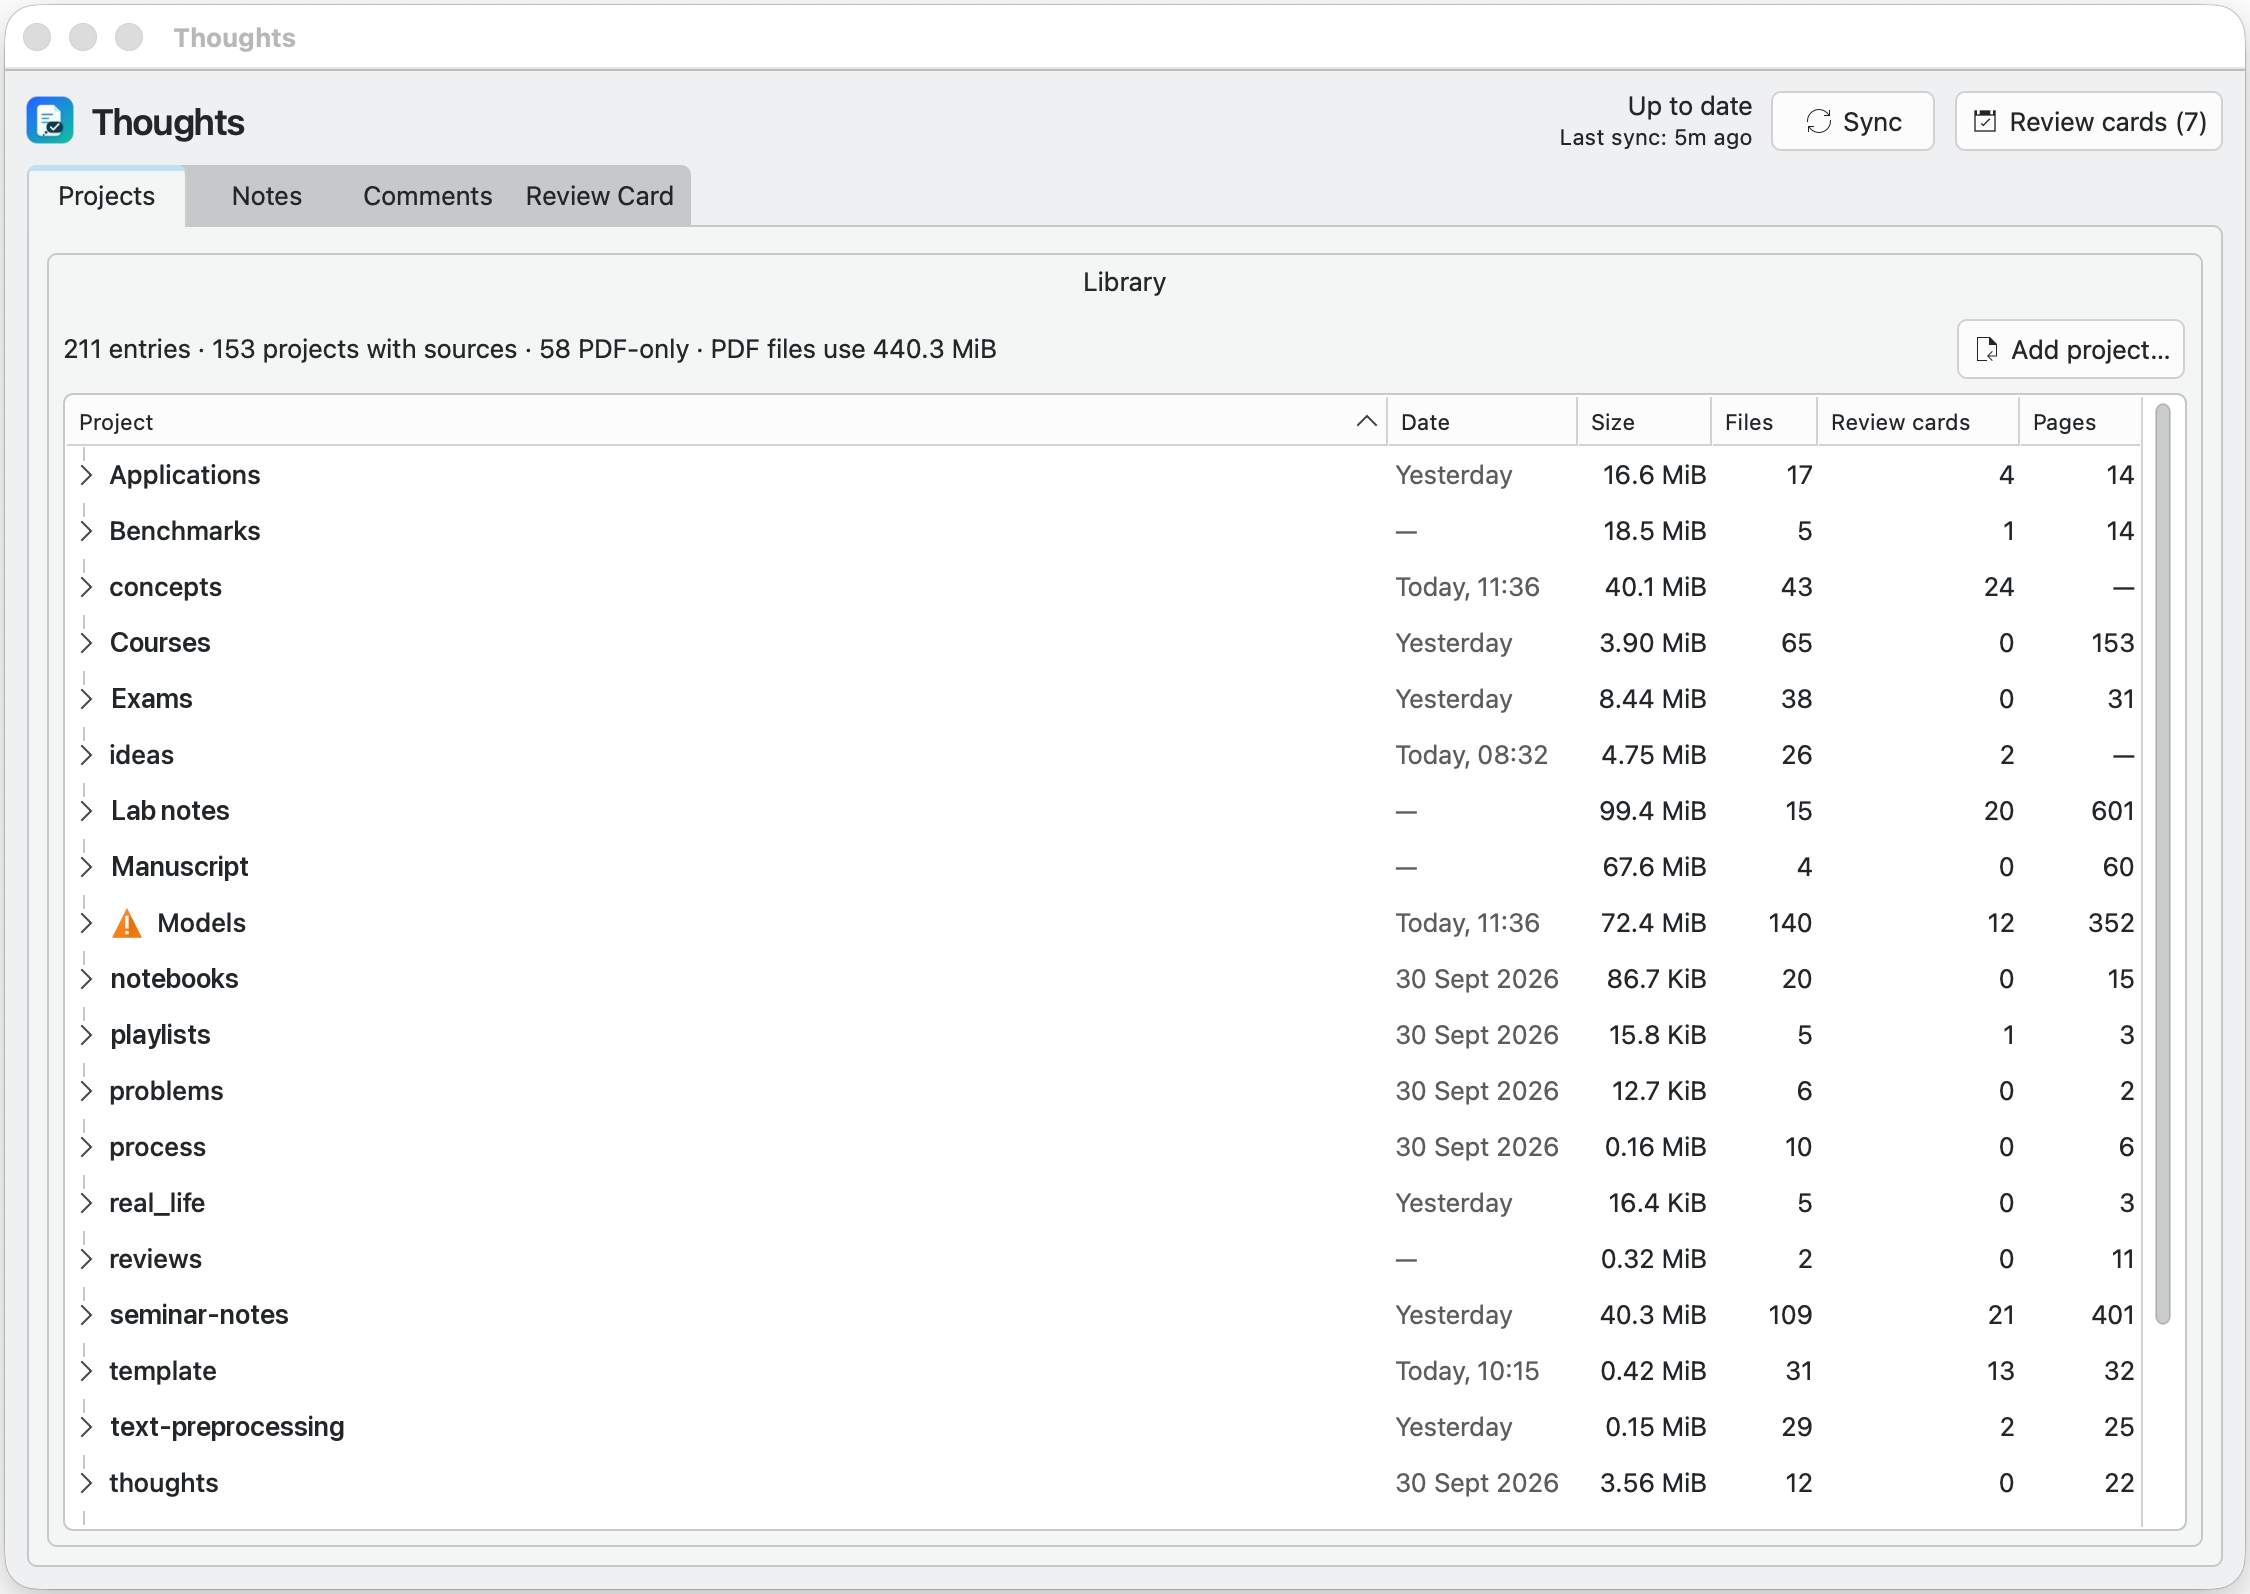 Thoughts
Thoughts
Up to date
Last sync: 5m ago
Sync
Review cards (7)
Projects Notes Comments Review Card
Library
211 entries · 153 projects with sources · 58 PDF-only · PDF files use 440.3 MiB
Add project...
Project Date Size Files Review cards Pages
Applications Yesterday 16.6 MiB 17 4 14
Benchmarks — 18.5 MiB 5 1 14
concepts Today, 11:36 40.1 MiB 43 24 —
Courses Yesterday 3.90 MiB 65 0 153
Exams Yesterday 8.44 MiB 38 0 31
ideas Today, 08:32 4.75 MiB 26 2 —
Lab notes — 99.4 MiB 15 20 601
Manuscript — 67.6 MiB 4 0 60
Models Today, 11:36 72.4 MiB 140 12 352
notebooks 30 Sept 2026 86.7 KiB 20 0 15
playlists 30 Sept 2026 15.8 KiB 5 1 3
problems 30 Sept 2026 12.7 KiB 6 0 2
process 30 Sept 2026 0.16 MiB 10 0 6
real_life Yesterday 16.4 KiB 5 0 3
reviews — 0.32 MiB 2 0 11
seminar-notes Yesterday 40.3 MiB 109 21 401
template Today, 10:15 0.42 MiB 31 13 32
text-preprocessing Yesterday 0.15 MiB 29 2 25
thoughts 30 Sept 2026 3.56 MiB 12 0 22